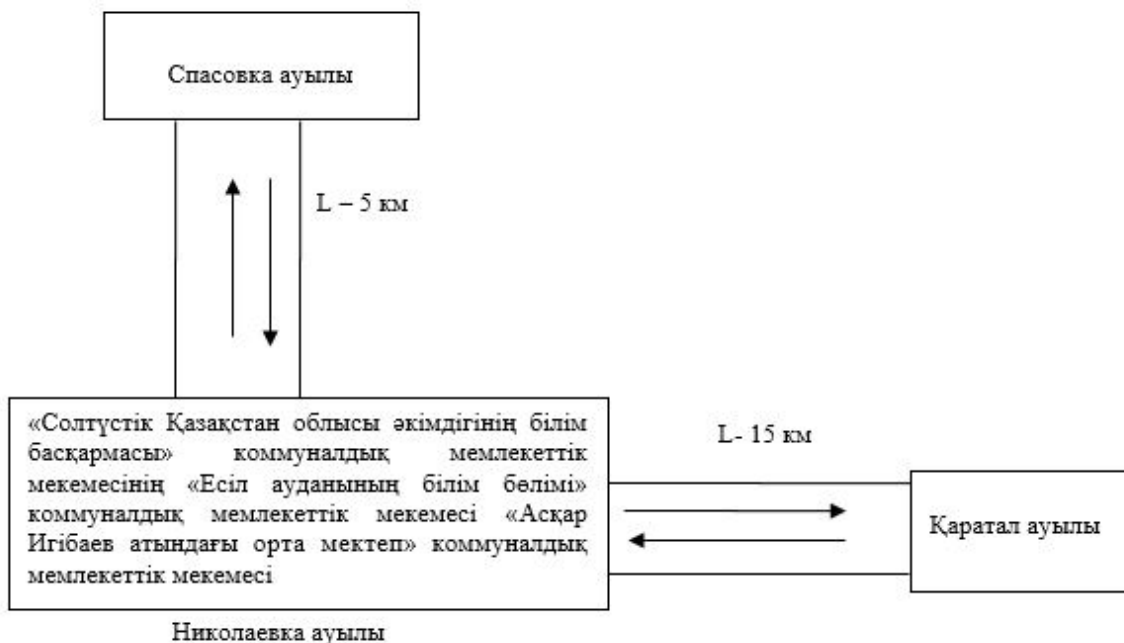 Спасовка ауылы
L – 5 км
«Солтүстік Қазақстан облысы әкімдігінің білім
басқармасы» коммуналдық мемлекеттік
мекемесінің «Есіл ауданының білім бөлімі»
коммуналдық мемлекеттік мекемесі «Асқар
Игібаев атындағы орта мектеп» коммуналдық
мемлекеттік мекемесі
L- 15 км
Қаратал ауылы
Николаевка ауылы